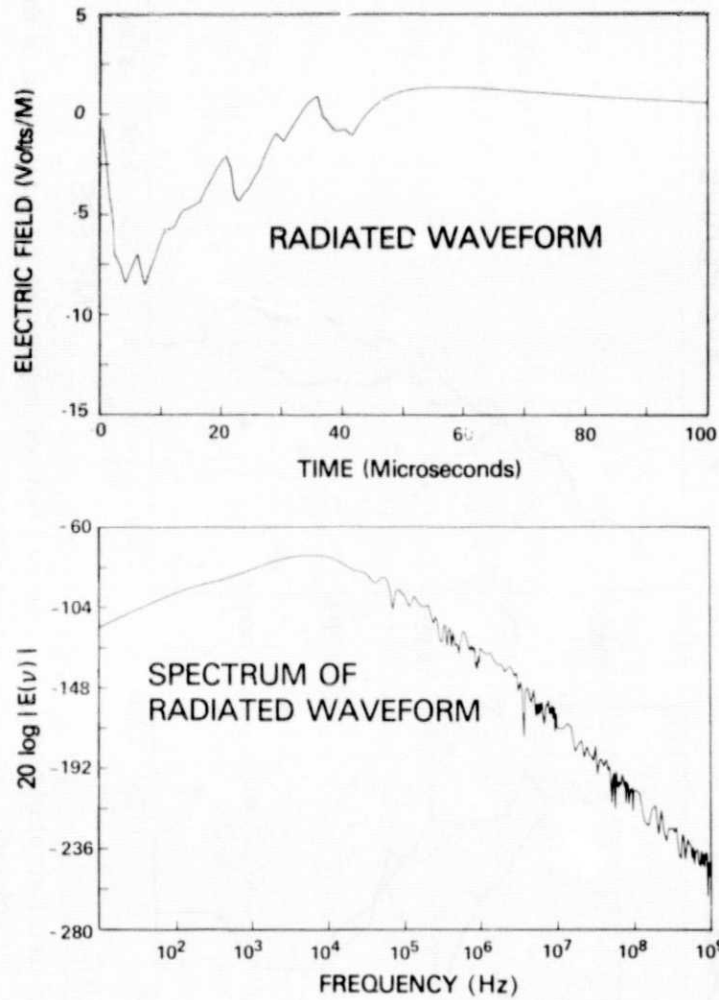 5
0
-5
-10
-15
ELECTRIC FIELD (Volts/M)
RADIATED WAVEFORM
0 20 40 60 80 100
TIME (Microseconds)
-60
-104
-148
-192
-236
-280
20 log | E(ν) |
SPECTRUM OF
RADIATED WAVEFORM
10² 10³ 10⁴ 10⁵ 10⁶ 10⁷ 10⁸ 10⁹
FREQUENCY (Hz)